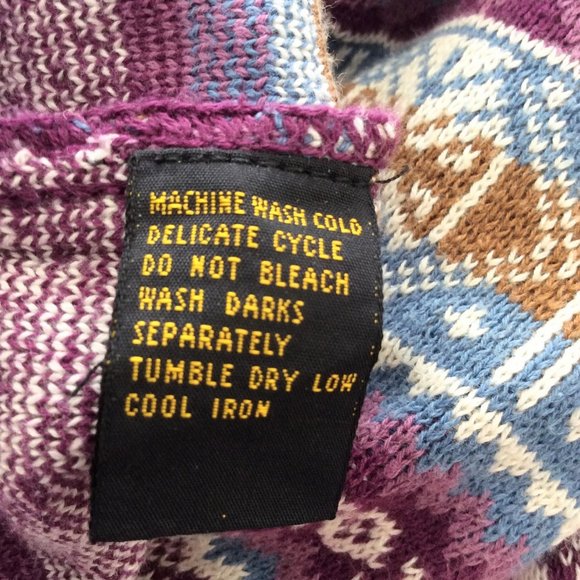 MACHINE WASH COLD
DELICATE CYCLE
DO NOT BLEACH
WASH DARKS
SEPARATELY
TUMBLE DRY LOW
COOL IRON